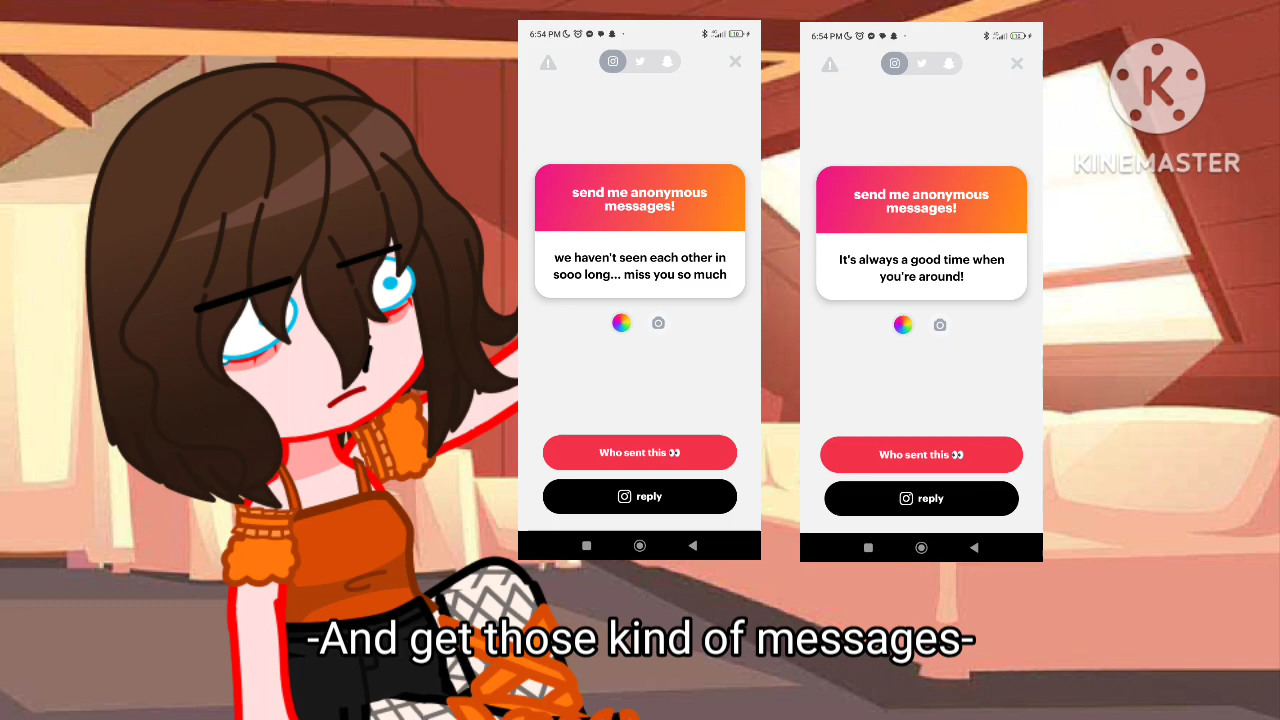 6:54 PM
send me anonymous
messages!
we haven't seen each other in
sooo long... miss you so much
Who sent this 👀
reply
6:54 PM
send me anonymous
messages!
It's always a good time when
you're around!
Who sent this 👀
reply
K
KINEMASTER
-And get those kind of messages-